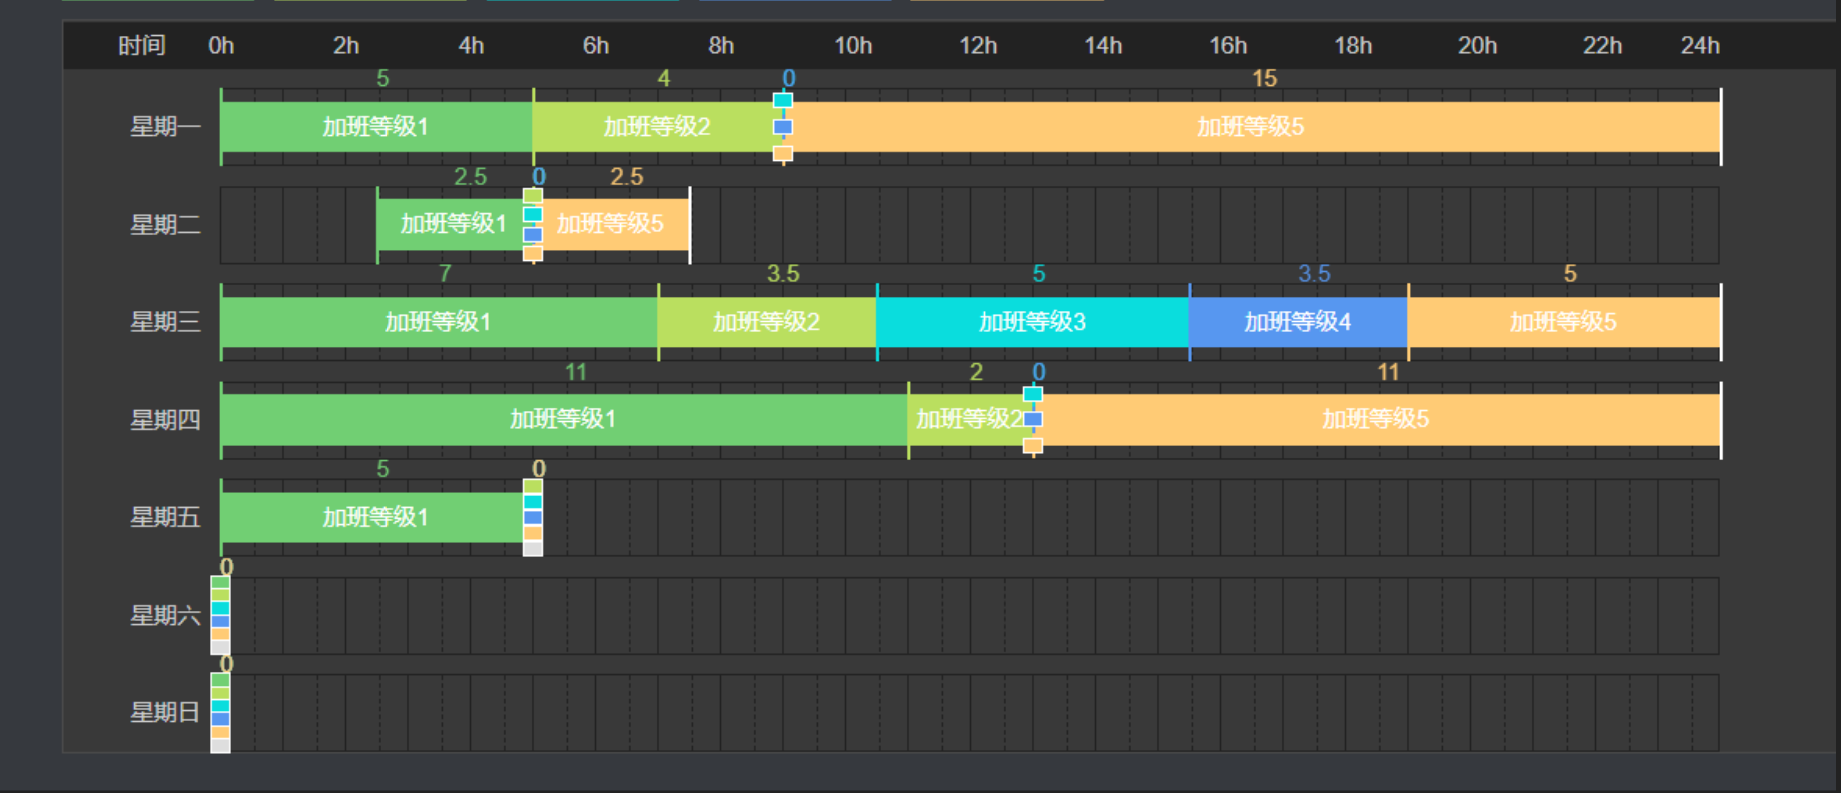 时间 0h 2h 4h 6h 8h 10h 12h 14h 16h 18h 20h 22h 24h
5 4 0 15
星期一 加班等级1 加班等级2 加班等级5
2.5 0 2.5
星期二 加班等级1 加班等级5
7 3.5 5 3.5 5
星期三 加班等级1 加班等级2 加班等级3 加班等级4 加班等级5
11 2 0 11
星期四 加班等级1 加班等级2 加班等级5
5 0
星期五 加班等级1
0
星期六
0
星期日